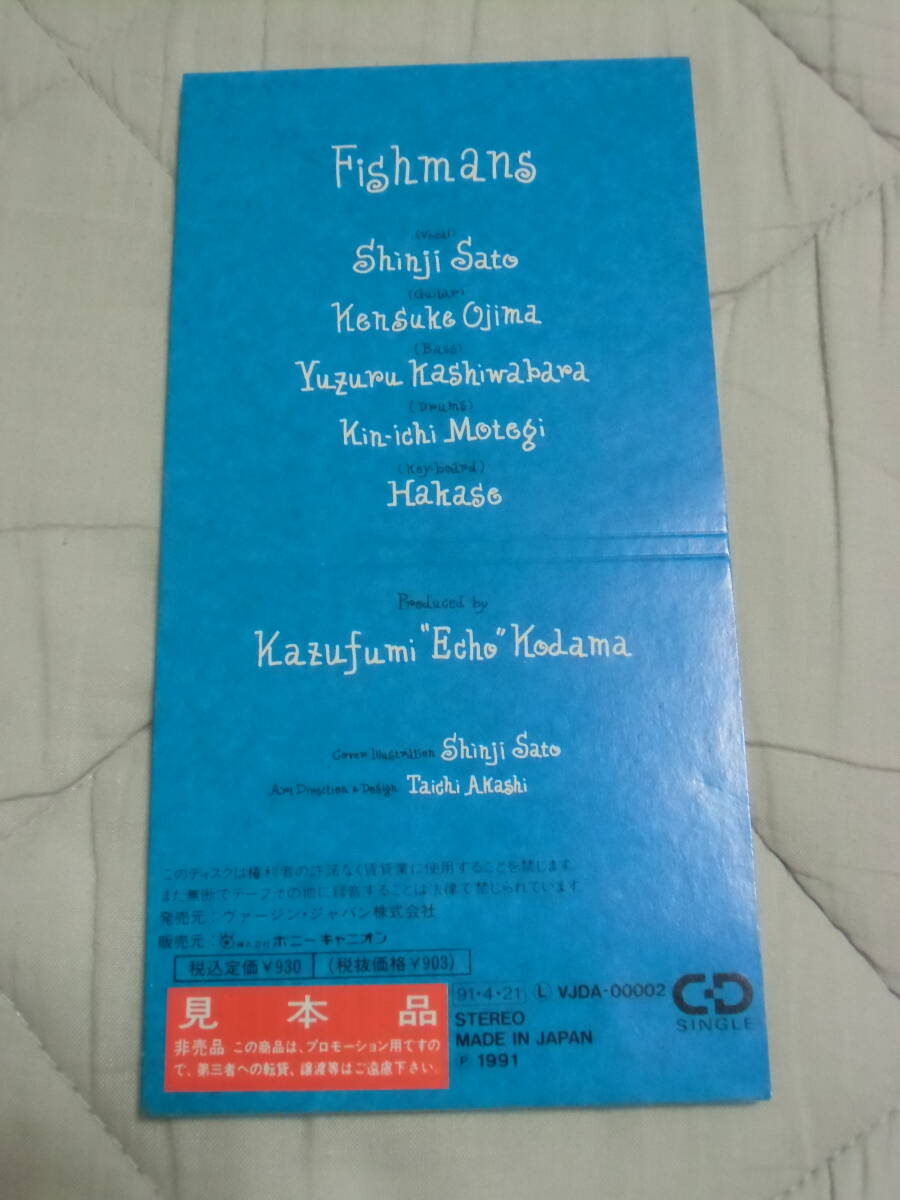 Fishmans
(Vocal)
Shinji Sato
(Guitar)
Kensuke Ojima
(Bass)
Yuzuru Kashiwabara
(Drums)
Kin-ichi Motegi
(Key-board)
Hakase
Produced by
Kazufumi "Echo" Kodama
Cover Illustration Shinji Sato
Art Direction & Design Taichi Akashi
このディスクは権利者の許諾なく賃貸業に使用することを禁じます。
また無断でテープその他に録音することは法律で禁じられています。
発売元:ヴァージン・ジャパン株式会社
販売元:株式会社ポニーキャニオン
税込定価¥930 (税抜価格¥903)
見本品
非売品 この商品は、プロモーション用ですの
で、第三者への転貸、譲渡等はご遠慮下さい。
91・4・21 Ⓛ VJDA-00002
STEREO
MADE IN JAPAN
Ⓟ 1991
CD
SINGLE